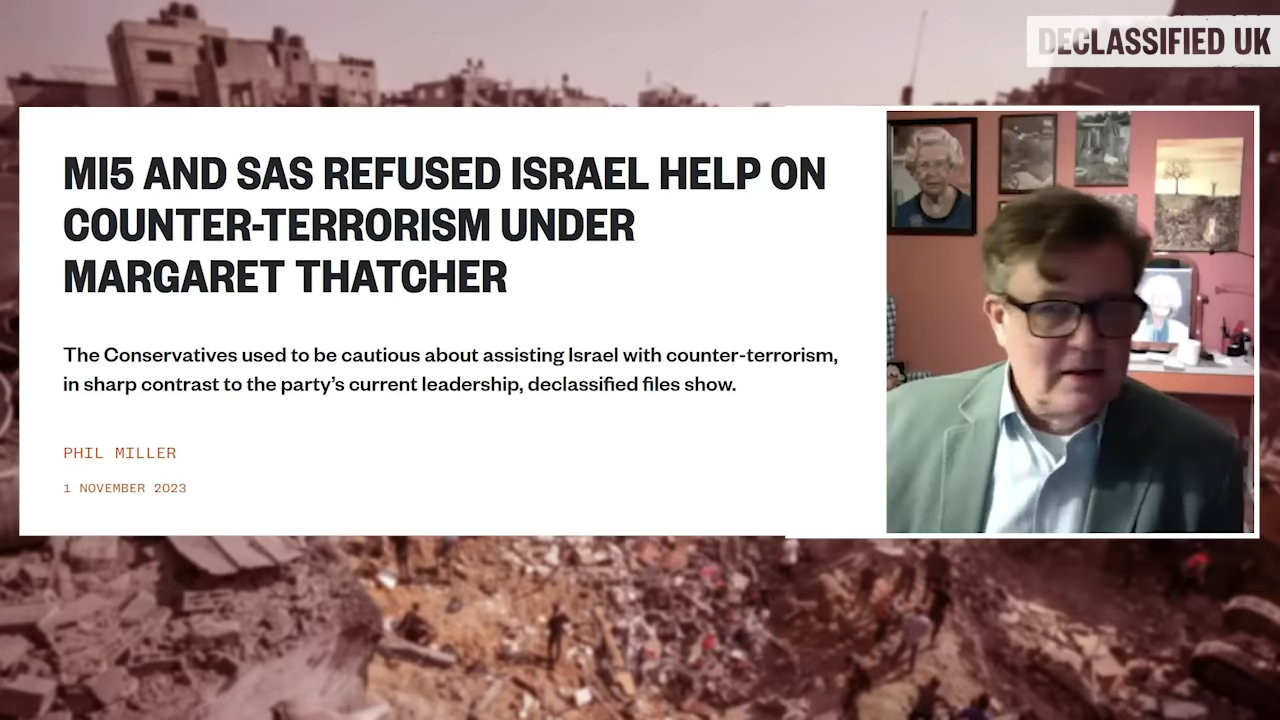 DECLASSIFIED UK
MI5 AND SAS REFUSED ISRAEL HELP ON
COUNTER-TERRORISM UNDER
MARGARET THATCHER
The Conservatives used to be cautious about assisting Israel with counter-terrorism,
in sharp contrast to the party’s current leadership, declassified files show.
PHIL MILLER
1 NOVEMBER 2023